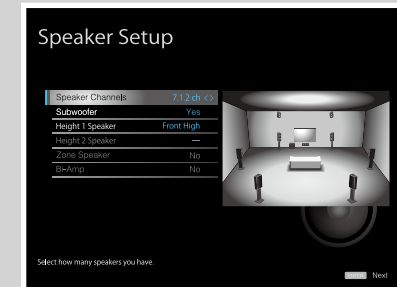 Speaker Setup
Speaker Channels 7.1.2 ch <>
Subwoofer Yes
Height 1 Speaker Front High
Height 2 Speaker —
Zone Speaker No
Bi-Amp No
Select how many speakers you have.
ENTER Next